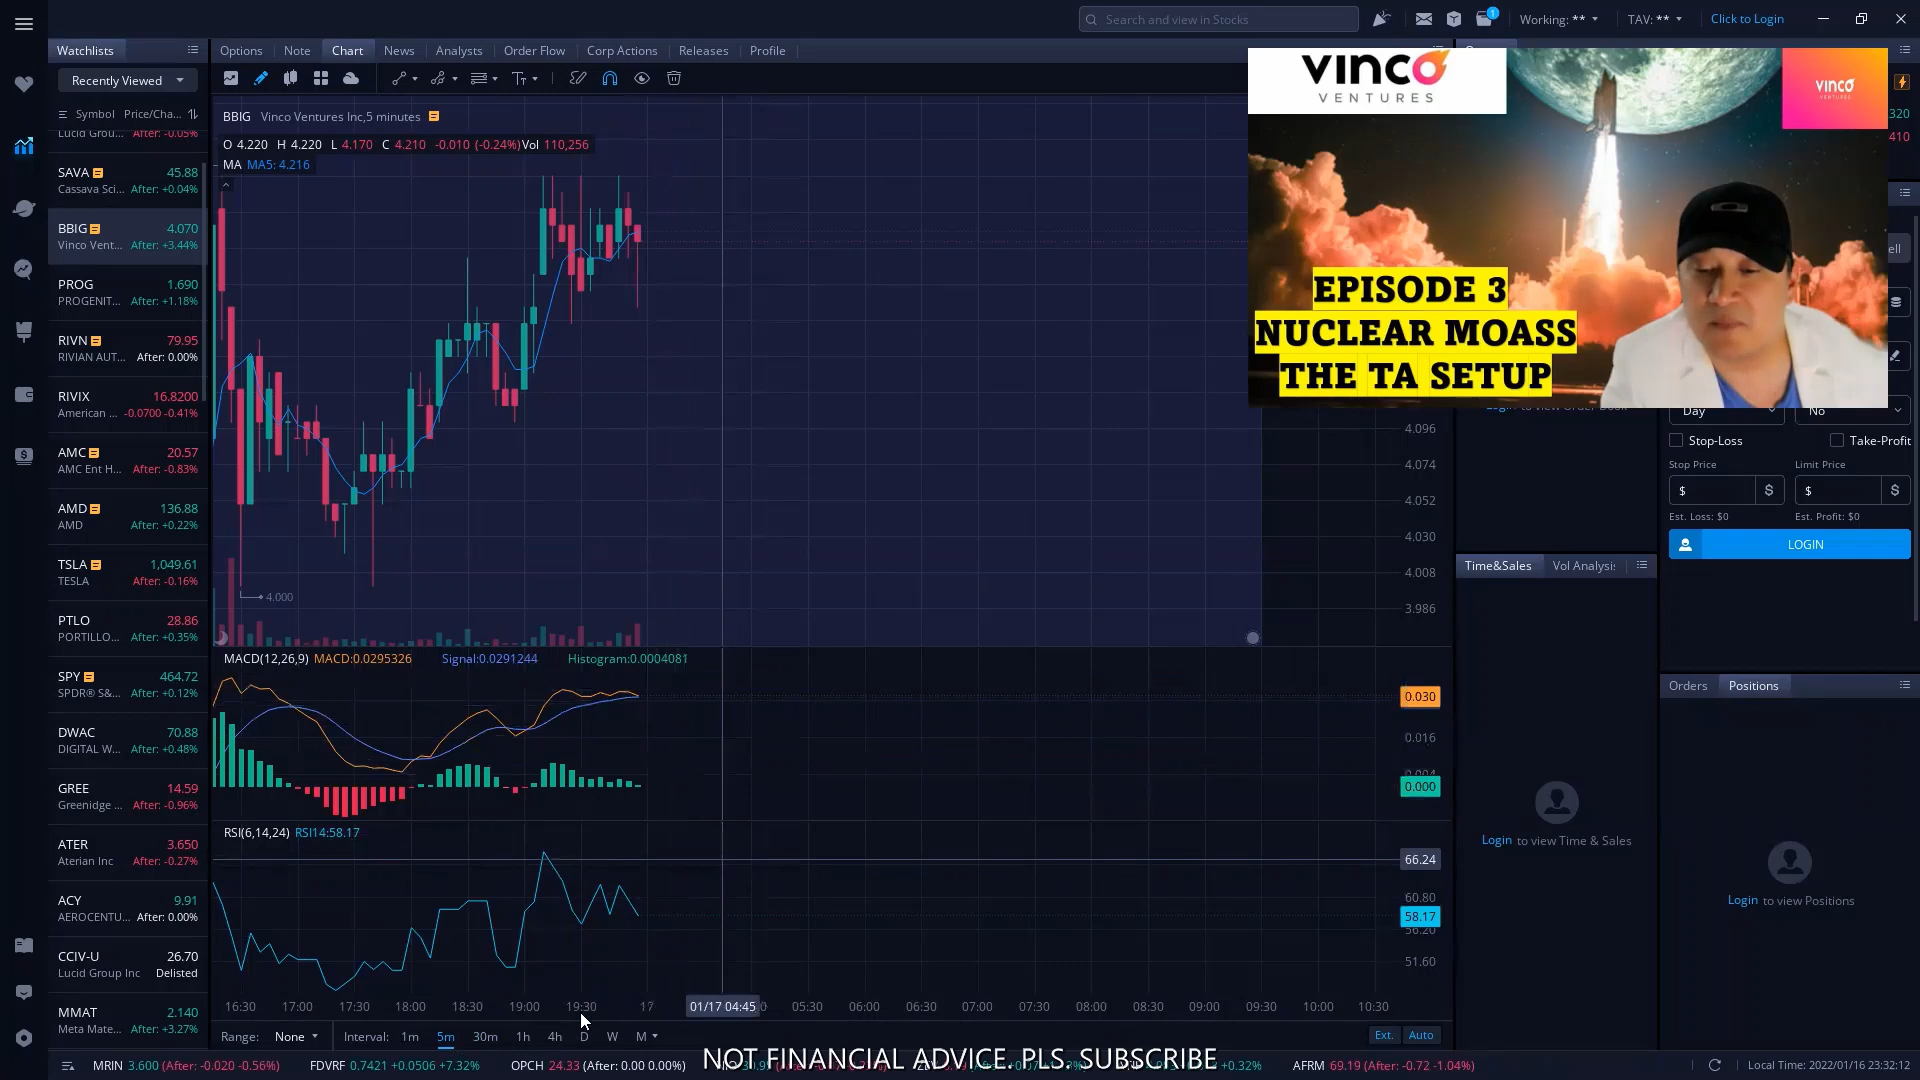 Search and view in Stocks
1
Working: **
TAV: **
Click to Login
Watchlists
Options
Note
Chart
News
Analysts
Order Flow
Corp Actions
Releases
Profile
Recently Viewed
Symbol Price/Cha...
Lucid Grou... After: -0.05%
SAVA 45.88
Cassava Sci... After: +0.04%
BBIG 4.070
Vinco Vent... After: +3.44%
PROG 1.690
PROGENIT... After: +1.18%
RIVN 79.95
RIVIAN AUT... After: 0.00%
RIVIX 16.8200
American ... -0.0700 -0.41%
AMC 20.57
AMC Ent H... After: -0.83%
AMD 136.88
AMD After: +0.22%
TSLA 1,049.61
TESLA After: -0.16%
PTLO 28.86
PORTILLO... After: +0.35%
SPY 464.72
SPDR® S&... After: +0.12%
DWAC 70.88
DIGITAL W... After: +0.48%
GREE 14.59
Greenidge ... After: -0.96%
ATER 3.650
Aterian Inc After: -0.27%
ACY 9.91
AEROCENTU... After: 0.00%
CCIV-U 26.70
Lucid Group Inc Delisted
MMAT 2.140
Meta Mate... After: +3.27%
BBIG Vinco Ventures Inc,5 minutes
O 4.220 H 4.220 L 4.170 C 4.210 -0.010 (-0.24%)Vol 110,256
MA MA5: 4.216
4.000
4.096
4.074
4.052
4.030
4.008
3.986
MACD(12,26,9) MACD:0.0295326 Signal:0.0291244 Histogram:0.0004081
0.030
0.016
0.004
0.000
RSI(6,14,24) RSI14:58.17
66.24
60.80
58.17
56.20
51.60
16:30 17:00 17:30 18:00 18:30 19:00 19:30 17 01/17 04:45 05:30 06:00 06:30 07:00 07:30 08:00 08:30 09:00 09:30 10:00 10:30
Range: None Interval: 1m 5m 30m 1h 4h D W M
Ext. Auto
vinco
VENTURES
vinco
VENTURES
EPISODE 3
NUCLEAR MOASS
THE TA SETUP
320
410
ell
Day
No
Stop-Loss
Take-Profit
Stop Price
Limit Price
$ $
$ $
Est. Loss: $0
Est. Profit: $0
LOGIN
Time&Sales
Login to view Time & Sales
Orders
Positions
Login to view Positions
MRIN 3.600 (After: -0.020 -0.56%)
FDVRF 0.7421 +0.0506 +7.32%
OPCH 24.33 (After: 0.00 0.00%)
+0.32%
AFRM 69.19 (After: -0.72 -1.04%)
NOT FINANCIAL ADVICE. PLS. SUBSCRIBE
Local Time: 2022/01/16 23:32:12